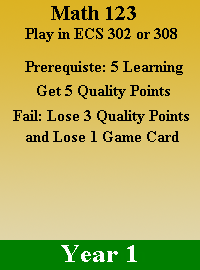 Math 123
Play in ECS 302 or 308
Prerequiste: 5 Learning
Get 5 Quality Points
Fail: Lose 3 Quality Points
and Lose 1 Game Card
Year 1